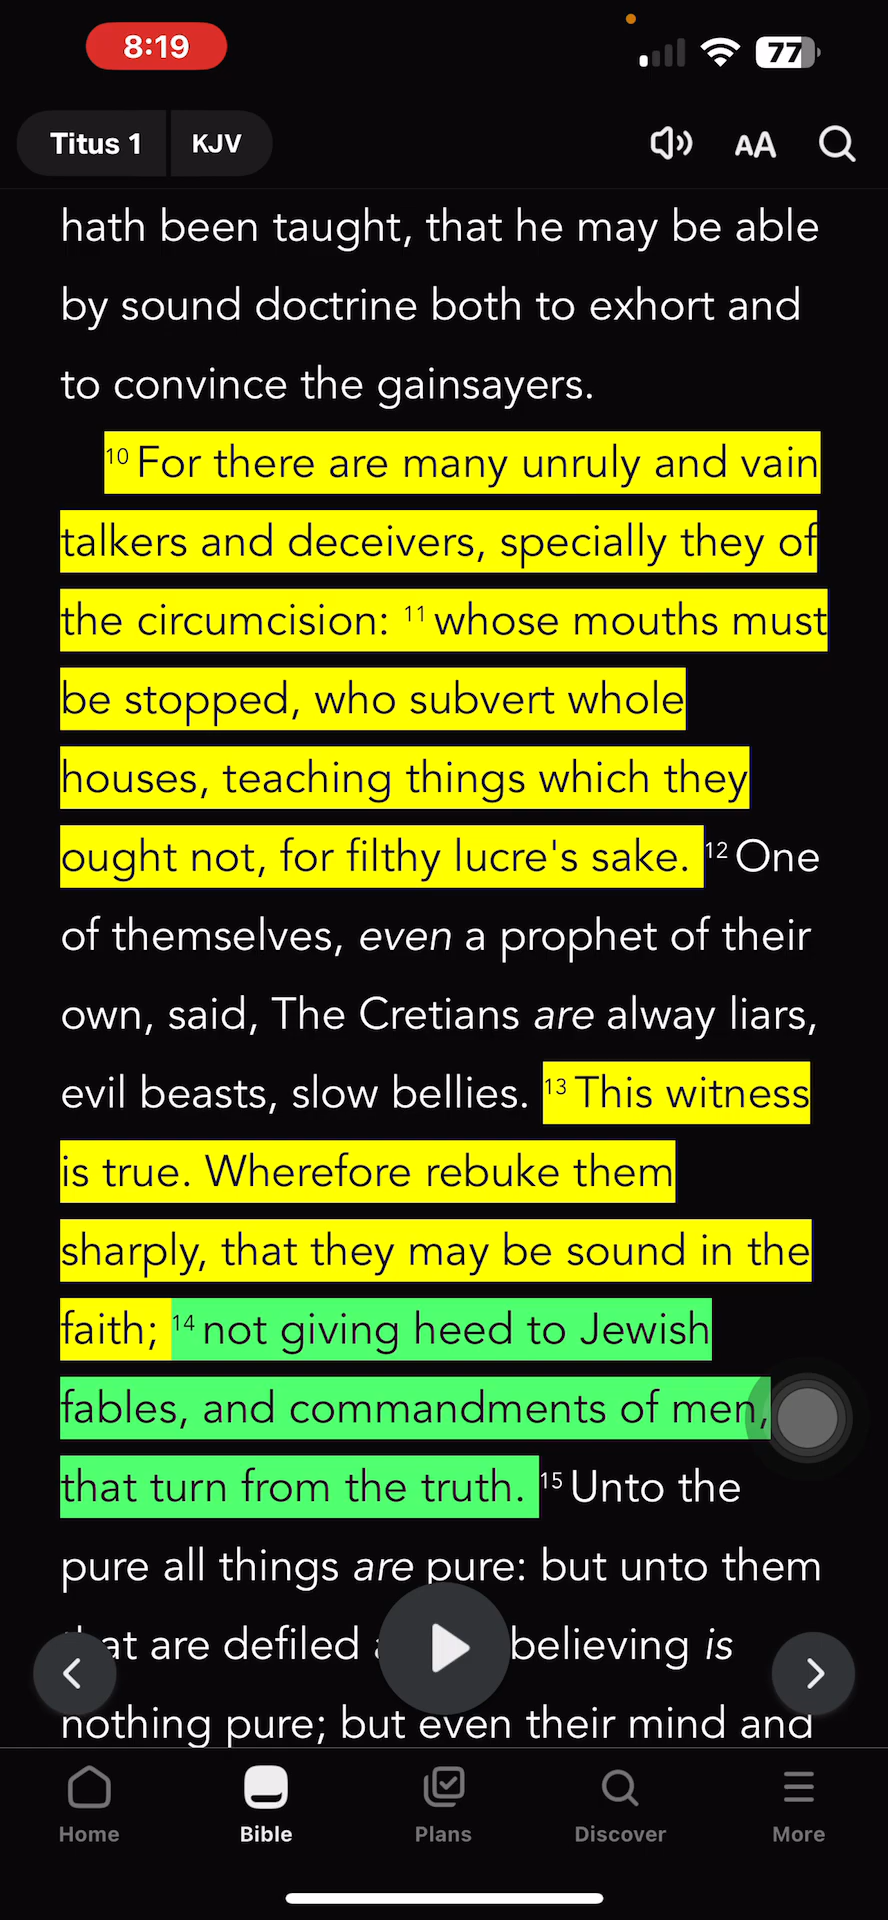 8:19
77
Titus 1 KJV AA
hath been taught, that he may be able
by sound doctrine both to exhort and
to convince the gainsayers.
10 For there are many unruly and vain
talkers and deceivers, specially they of
the circumcision: 11 whose mouths must
be stopped, who subvert whole
houses, teaching things which they
ought not, for filthy lucre's sake. 12 One
of themselves, even a prophet of their
own, said, The Cretians are alway liars,
evil beasts, slow bellies. 13 This witness
is true. Wherefore rebuke them
sharply, that they may be sound in the
faith; 14 not giving heed to Jewish
fables, and commandments of men,
that turn from the truth. 15 Unto the
pure all things are pure: but unto them
that are defiled believing is
nothing pure; but even their mind and
Home Bible Plans Discover More